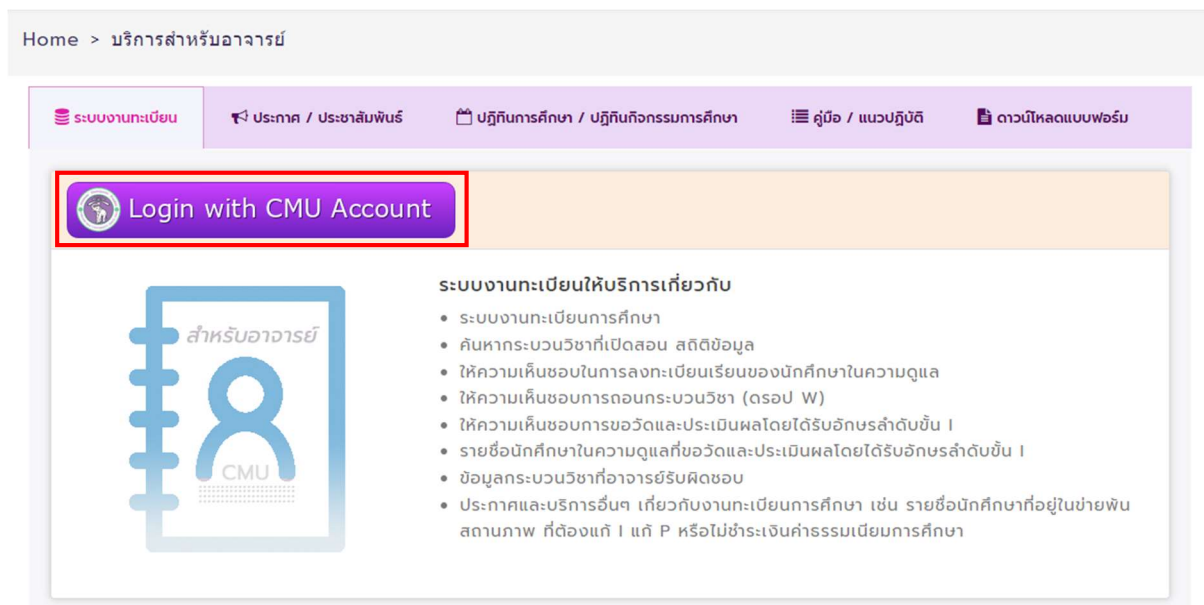 Home > บริการสำหรับอาจารย์
ระบบงานทะเบียน
ประกาศ / ประชาสัมพันธ์
ปฏิทินการศึกษา / ปฏิทินกิจกรรมการศึกษา
คู่มือ / แนวปฏิบัติ
ดาวน์โหลดแบบฟอร์ม
Login with CMU Account
สำหรับอาจารย์
CMU
ระบบงานทะเบียนให้บริการเกี่ยวกับ
• ระบบงานทะเบียนการศึกษา
• ค้นหากระบวนวิชาที่เปิดสอน สถิติข้อมูล
• ให้ความเห็นชอบในการลงทะเบียนเรียนของนักศึกษาในความดูแล
• ให้ความเห็นชอบการถอนกระบวนวิชา (ดรอป W)
• ให้ความเห็นชอบการขอวัดและประเมินผลโดยได้รับอักษรลำดับขั้น I
• รายชื่อนักศึกษาในความดูแลที่ขอวัดและประเมินผลโดยได้รับอักษรลำดับขั้น I
• ข้อมูลกระบวนวิชาที่อาจารย์รับผิดชอบ
• ประกาศและบริการอื่นๆ เกี่ยวกับงานทะเบียนการศึกษา เช่น รายชื่อนักศึกษาที่อยู่ในข่ายพ้น
สถานภาพ ที่ต้องแก้ I แก้ P หรือไม่ชำระเงินค่าธรรมเนียมการศึกษา